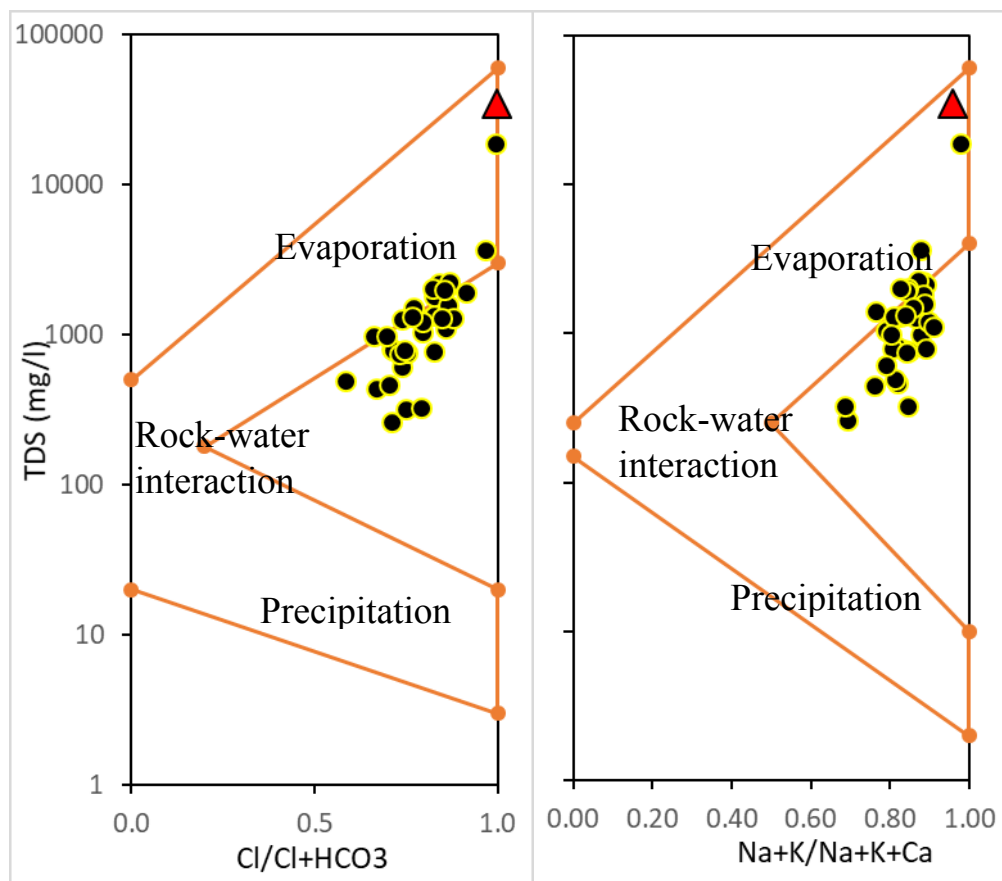 TDS (mg/l)
100000
10000
1000
100
10
1
Evaporation
Rock-water
interaction
Precipitation
0.0
0.5
1.0
Cl/Cl+HCO3
Evaporation
Rock-water
interaction
Precipitation
0.00
0.20
0.40
0.60
0.80
1.00
Na+K/Na+K+Ca